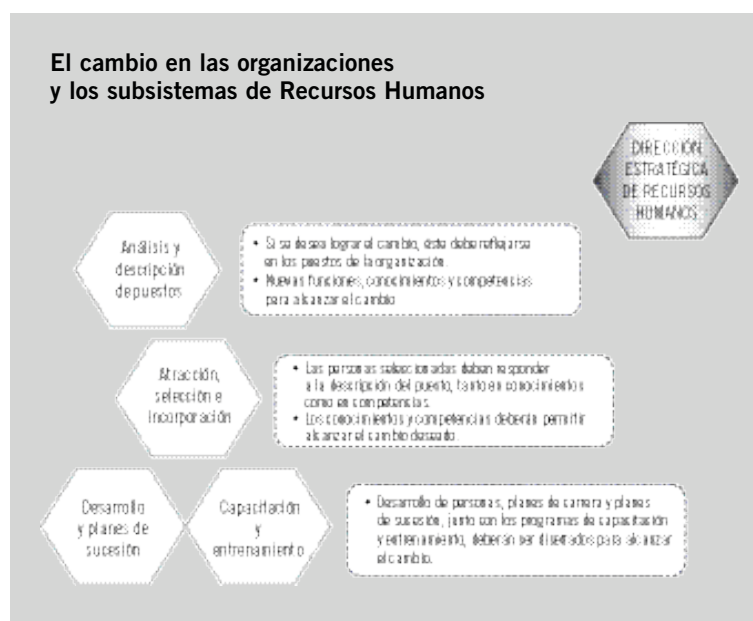 El cambio en las organizaciones
y los subsistemas de Recursos Humanos
DIRECCIÓN
ESTRATÉGICA
DE RECURSOS
HUMANOS
Análisis y
descripción
de puestos
• Si se desea lograr el cambio, éste debe reflejarse
en los puestos de la organización.
• Nuevas funciones, conocimientos y competencias
para alcanzar el cambio
Atracción,
selección e
incorporación
• Las personas seleccionadas deben responder
a la descripción del puesto, tanto en conocimientos
como en competencias.
• Los conocimientos y competencias deberán permitir
alcanzar el cambio deseado.
Desarrollo
y planes de
sucesión
Capacitación
y
entrenamiento
• Desarrollo de personas, planes de carrera y planes
de sucesión, junto con los programas de capacitación
y entrenamiento, deberán ser diseñados para alcanzar
el cambio.